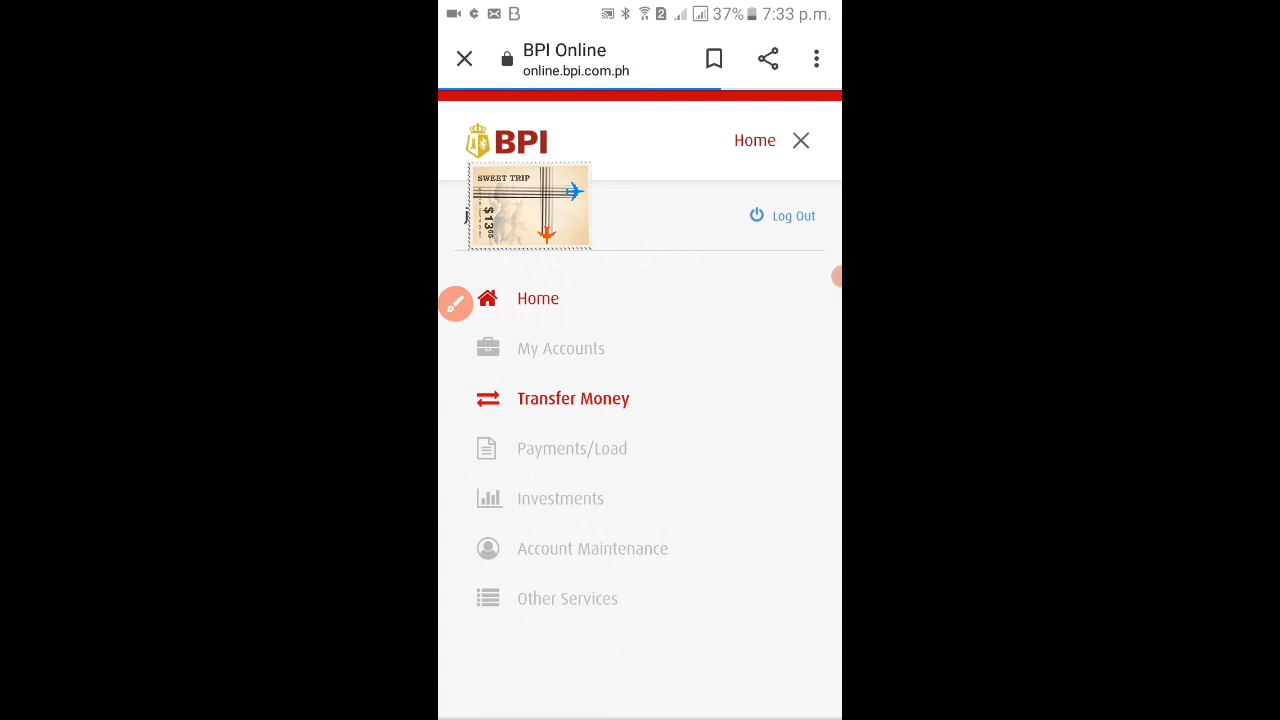 37% 7:33 p.m.
BPI Online
online.bpi.com.ph
BPI
Home
SWEET TRIP
$13
Log Out
Home
My Accounts
Transfer Money
Payments/Load
Investments
Account Maintenance
Other Services